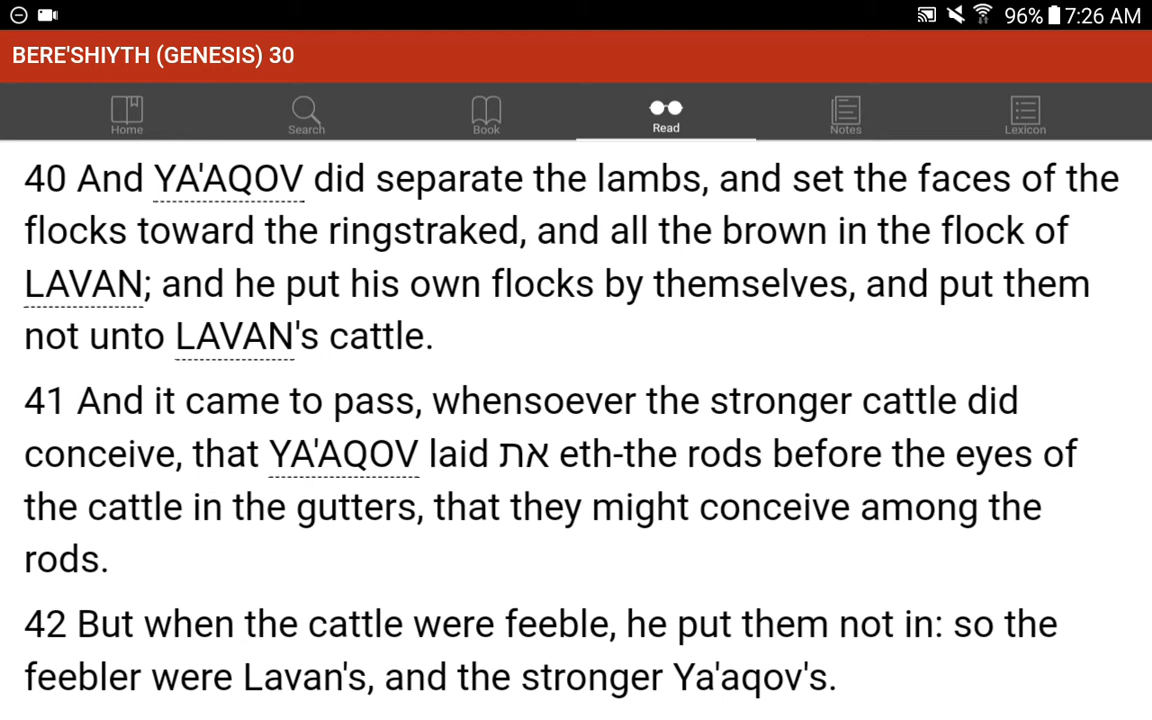 96% 7:26 AM
BERE'SHIYTH (GENESIS) 30
Home Search Book Read Notes Lexicon
40 And YA'AQOV did separate the lambs, and set the faces of the
flocks toward the ringstraked, and all the brown in the flock of
LAVAN; and he put his own flocks by themselves, and put them
not unto LAVAN's cattle.
41 And it came to pass, whensoever the stronger cattle did
conceive, that YA'AQOV laid את eth-the rods before the eyes of
the cattle in the gutters, that they might conceive among the
rods.
42 But when the cattle were feeble, he put them not in: so the
feebler were Lavan's, and the stronger Ya'aqov's.